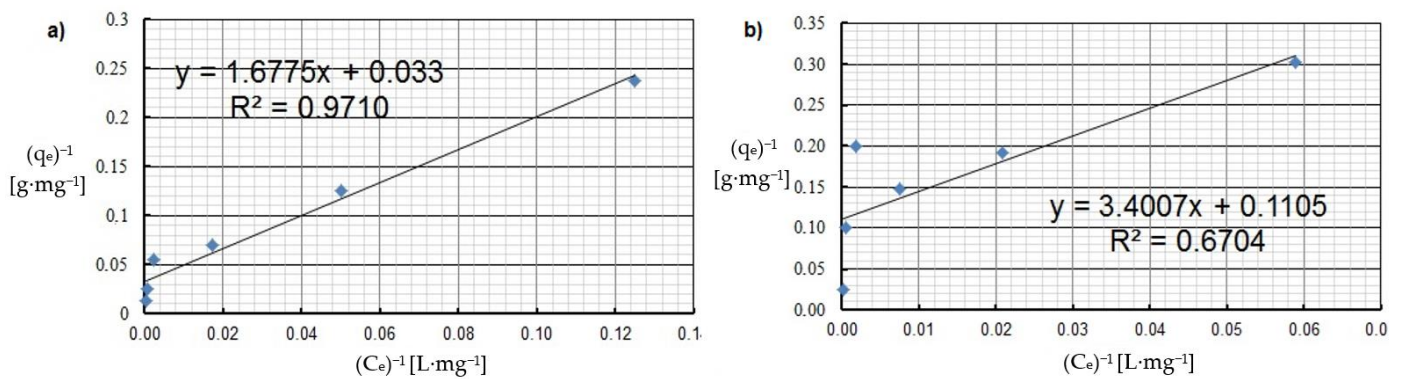 a)
0.3
0.25
0.2
0.15
0.1
0.05
0
y = 1.6775x + 0.033
R² = 0.9710
(qₑ)⁻¹
[g·mg⁻¹]
0.00 0.02 0.04 0.06 0.08 0.10 0.12 0.1
(Cₑ)⁻¹ [L·mg⁻¹]
b)
0.35
0.30
0.25
0.20
0.15
0.10
0.05
0.00
y = 3.4007x + 0.1105
R² = 0.6704
(qₑ)⁻¹
[g·mg⁻¹]
0.00 0.01 0.02 0.03 0.04 0.05 0.06 0.0
(Cₑ)⁻¹ [L·mg⁻¹]